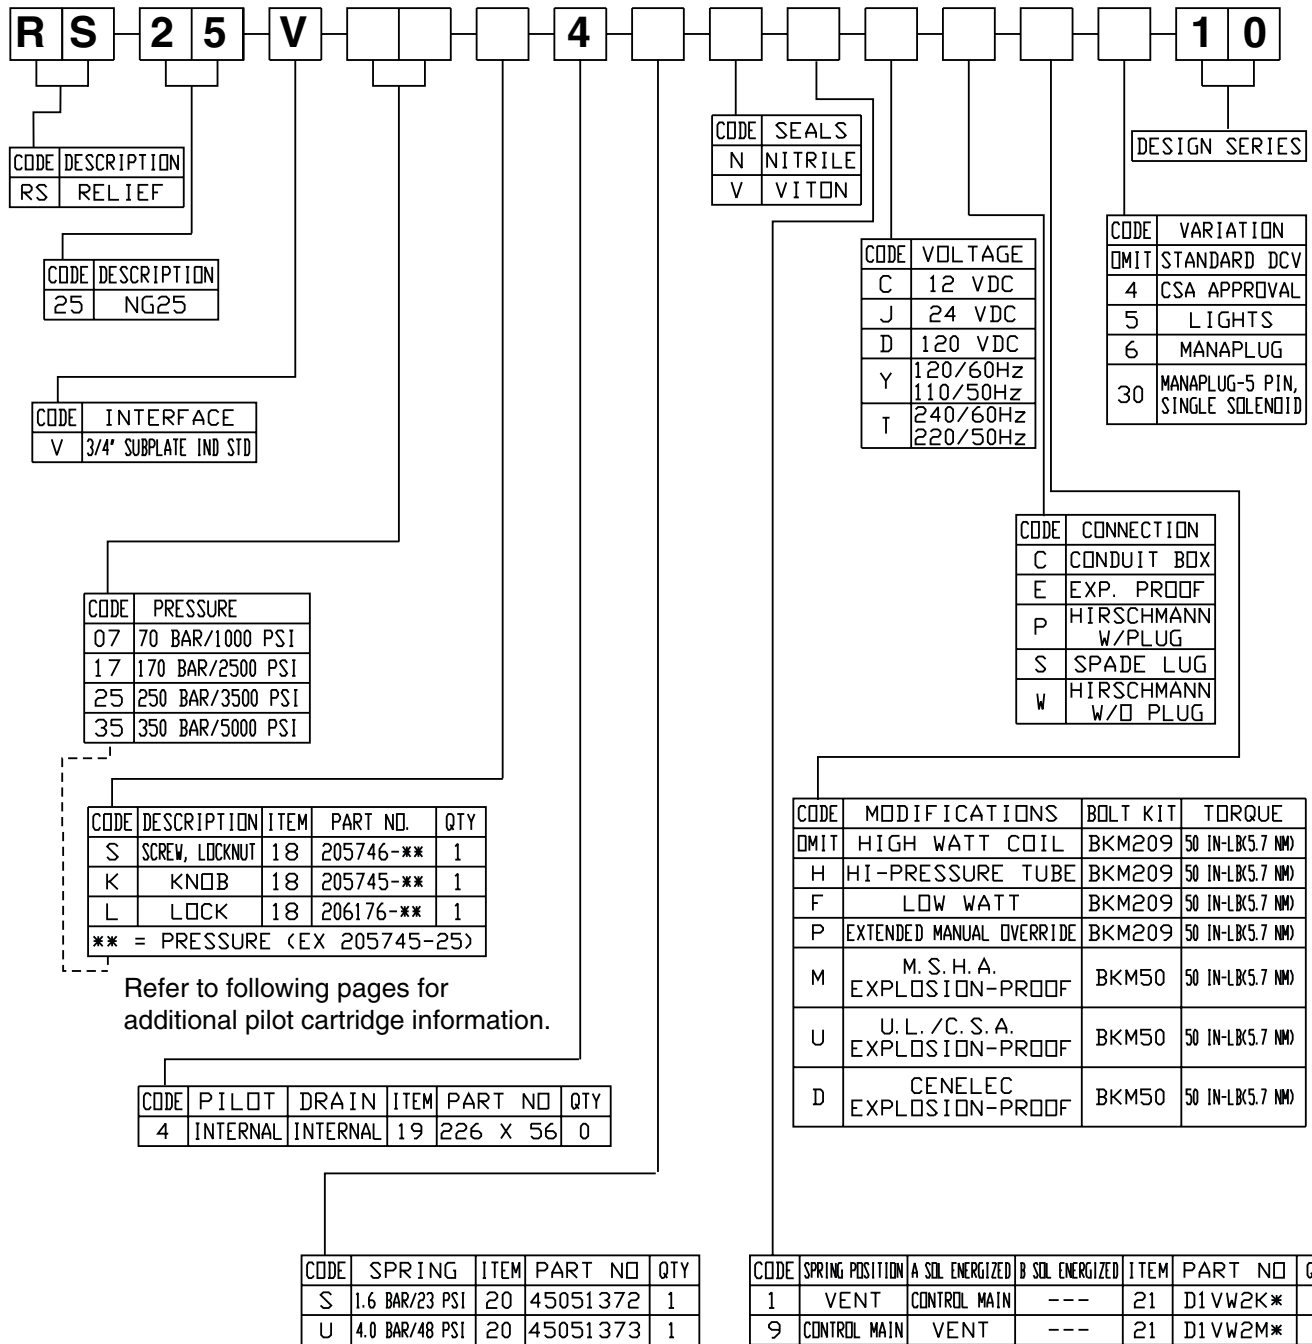 R S 2 5 V 4 1 0
CODE DESCRIPTION
RS RELIEF
CODE DESCRIPTION
25 NG25
CODE INTERFACE
V 3/4" SUBPLATE IND STD
CODE PRESSURE
07 70 BAR/1000 PSI
17 170 BAR/2500 PSI
25 250 BAR/3500 PSI
35 350 BAR/5000 PSI
CODE DESCRIPTION ITEM PART NO. QTY
S SCREW, LOCKNUT 18 205746-** 1
K KNOB 18 205745-** 1
L LOCK 18 206176-** 1
** = PRESSURE (EX 205745-25)
Refer to following pages for
additional pilot cartridge information.
CODE PILOT DRAIN ITEM PART NO QTY
4 INTERNAL INTERNAL 19 226 X 56 0
CODE SPRING ITEM PART NO QTY
S 1.6 BAR/23 PSI 20 45051372 1
U 4.0 BAR/48 PSI 20 45051373 1
CODE SEALS
N NITRILE
V VITON
CODE SPRING POSITION A SOL ENERGIZED B SOL ENERGIZED ITEM PART NO
1 VENT CONTROL MAIN --- 21 D1VW2K*
9 CONTROL MAIN VENT --- 21 D1VW2M*
CODE VOLTAGE
C 12 VDC
J 24 VDC
D 120 VDC
Y 120/60Hz
110/50Hz
T 240/60Hz
220/50Hz
CODE CONNECTION
C CONDUIT BOX
E EXP. PROOF
P HIRSCHMANN
W/PLUG
S SPADE LUG
W HIRSCHMANN
W/O PLUG
CODE MODIFICATIONS BOLT KIT TORQUE
OMIT HIGH WATT COIL BKM209 50 IN-LB(5.7 NM)
H HI-PRESSURE TUBE BKM209 50 IN-LB(5.7 NM)
F LOW WATT BKM209 50 IN-LB(5.7 NM)
P EXTENDED MANUAL OVERRIDE BKM209 50 IN-LB(5.7 NM)
M M.S.H.A.
EXPLOSION-PROOF BKM50 50 IN-LB(5.7 NM)
U U.L./C.S.A.
EXPLOSION-PROOF BKM50 50 IN-LB(5.7 NM)
D CENELEC
EXPLOSION-PROOF BKM50 50 IN-LB(5.7 NM)
CODE VARIATION
OMIT STANDARD DCV
4 CSA APPROVAL
5 LIGHTS
6 MANAPLUG
30 MANAPLUG-5 PIN,
SINGLE SOLENOID
DESIGN SERIES